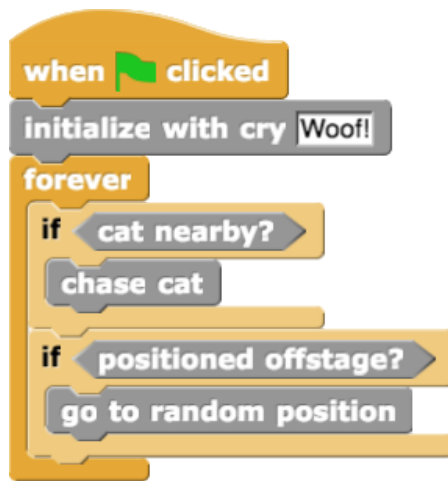 when clicked
initialize with cry Woof!
forever
if cat nearby?
chase cat
if positioned offstage?
go to random position